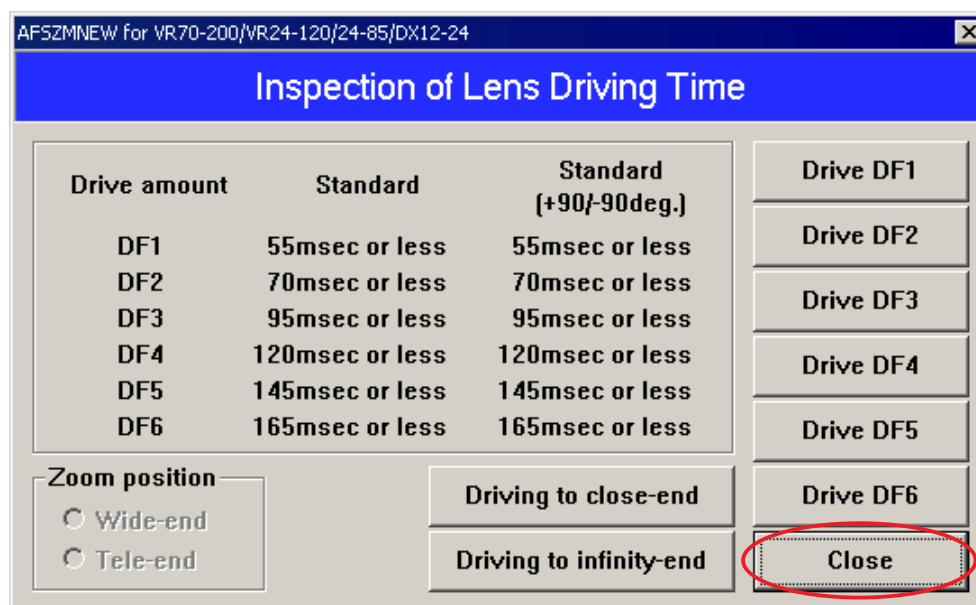 AFSZMNEW for VR70-200/VR24-120/24-85/DX12-24
Inspection of Lens Driving Time
Drive amount Standard Standard (+90/-90deg.)
DF1 55msec or less 55msec or less
DF2 70msec or less 70msec or less
DF3 95msec or less 95msec or less
DF4 120msec or less 120msec or less
DF5 145msec or less 145msec or less
DF6 165msec or less 165msec or less
Drive DF1
Drive DF2
Drive DF3
Drive DF4
Drive DF5
Drive DF6
Zoom position
Wide-end
Tele-end
Driving to close-end
Driving to infinity-end
Close